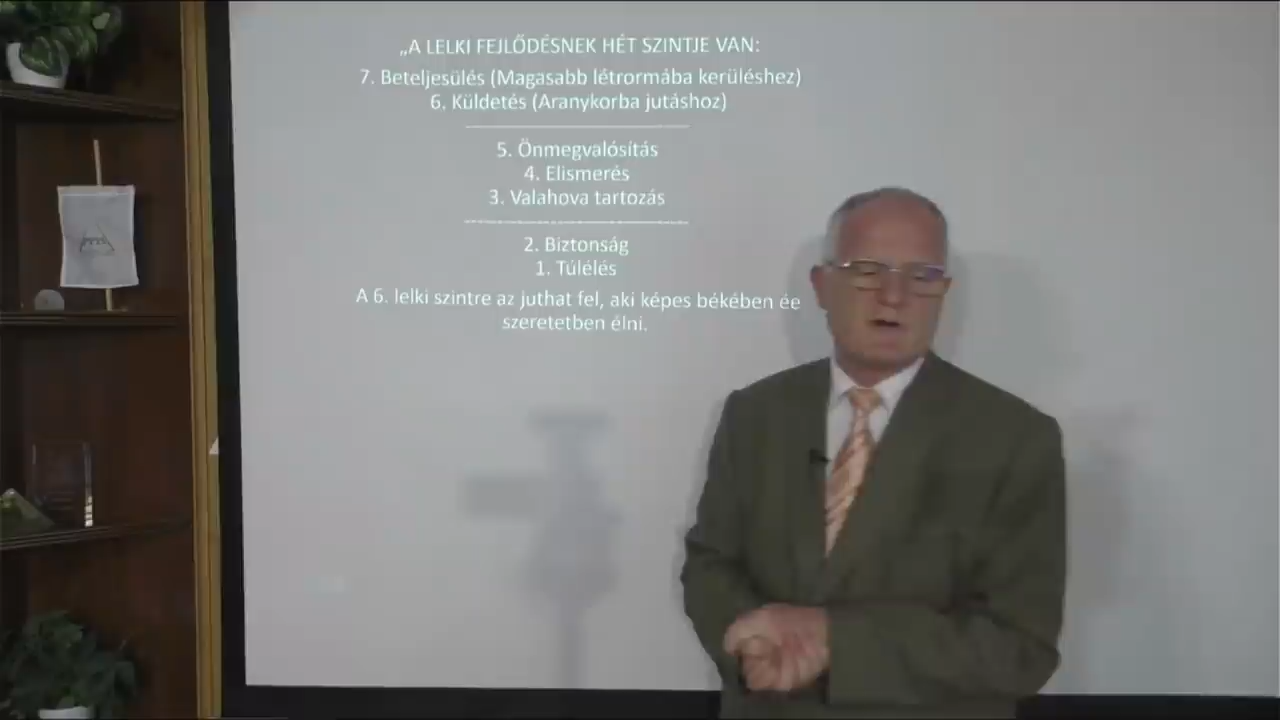 „A LELKI FEJLŐDÉSNEK HÉT SZINTJE VAN:
7. Beteljesülés (Magasabb létrormába kerüléshez)
6. Küldetés (Aranykorba jutáshoz)
5. Önmegvalósítás
4. Elismerés
3. Valahova tartozás
2. Biztonság
1. Túlélés
A 6. lelki szintre az juthat fel, aki képes békében ée
szeretetben élni.